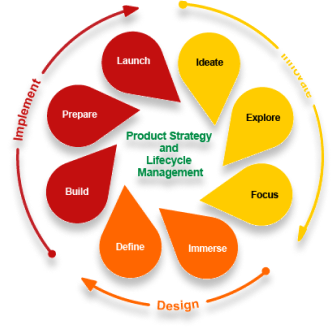 Launch
Ideate
Prepare
Explore
Product Strategy
and
Lifecycle
Management
Build
Focus
Define
Immerse
Implement
Innovate
Design